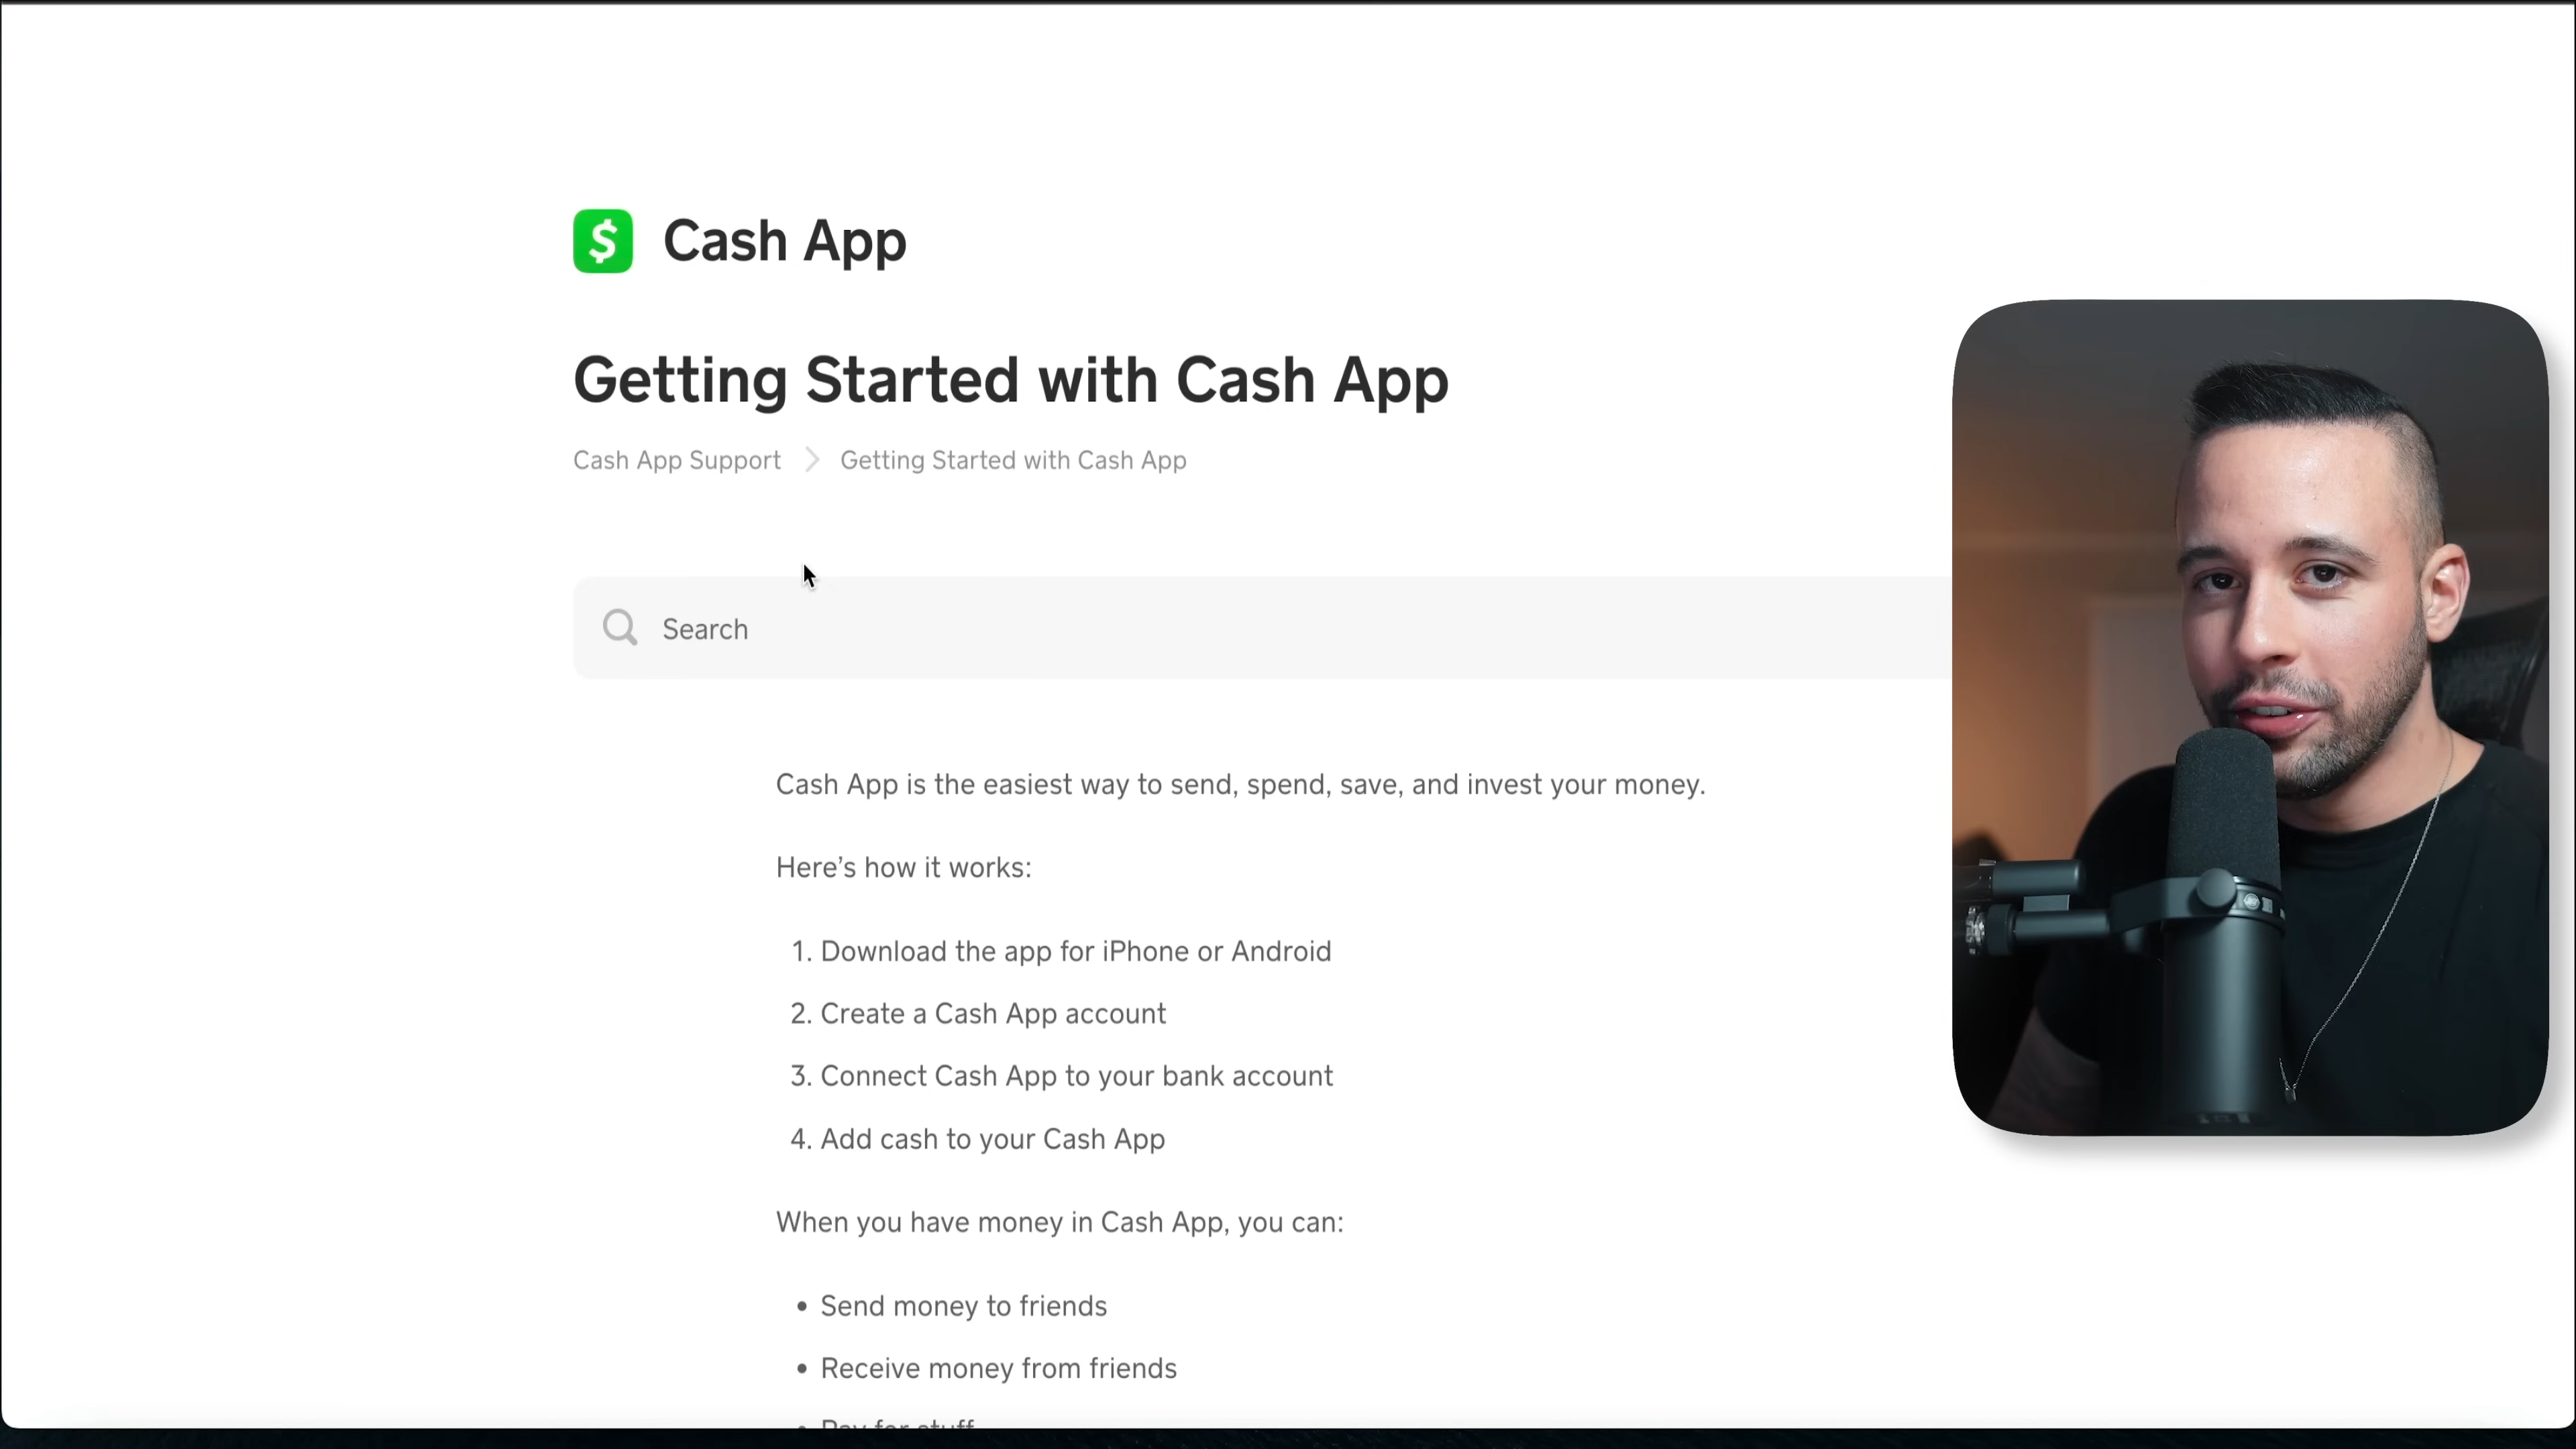 $ Cash App
Getting Started with Cash App
Cash App Support > Getting Started with Cash App
Search
Cash App is the easiest way to send, spend, save, and invest your money.
Here’s how it works:
1. Download the app for iPhone or Android
2. Create a Cash App account
3. Connect Cash App to your bank account
4. Add cash to your Cash App
When you have money in Cash App, you can:
• Send money to friends
• Receive money from friends
• Pay for stuff